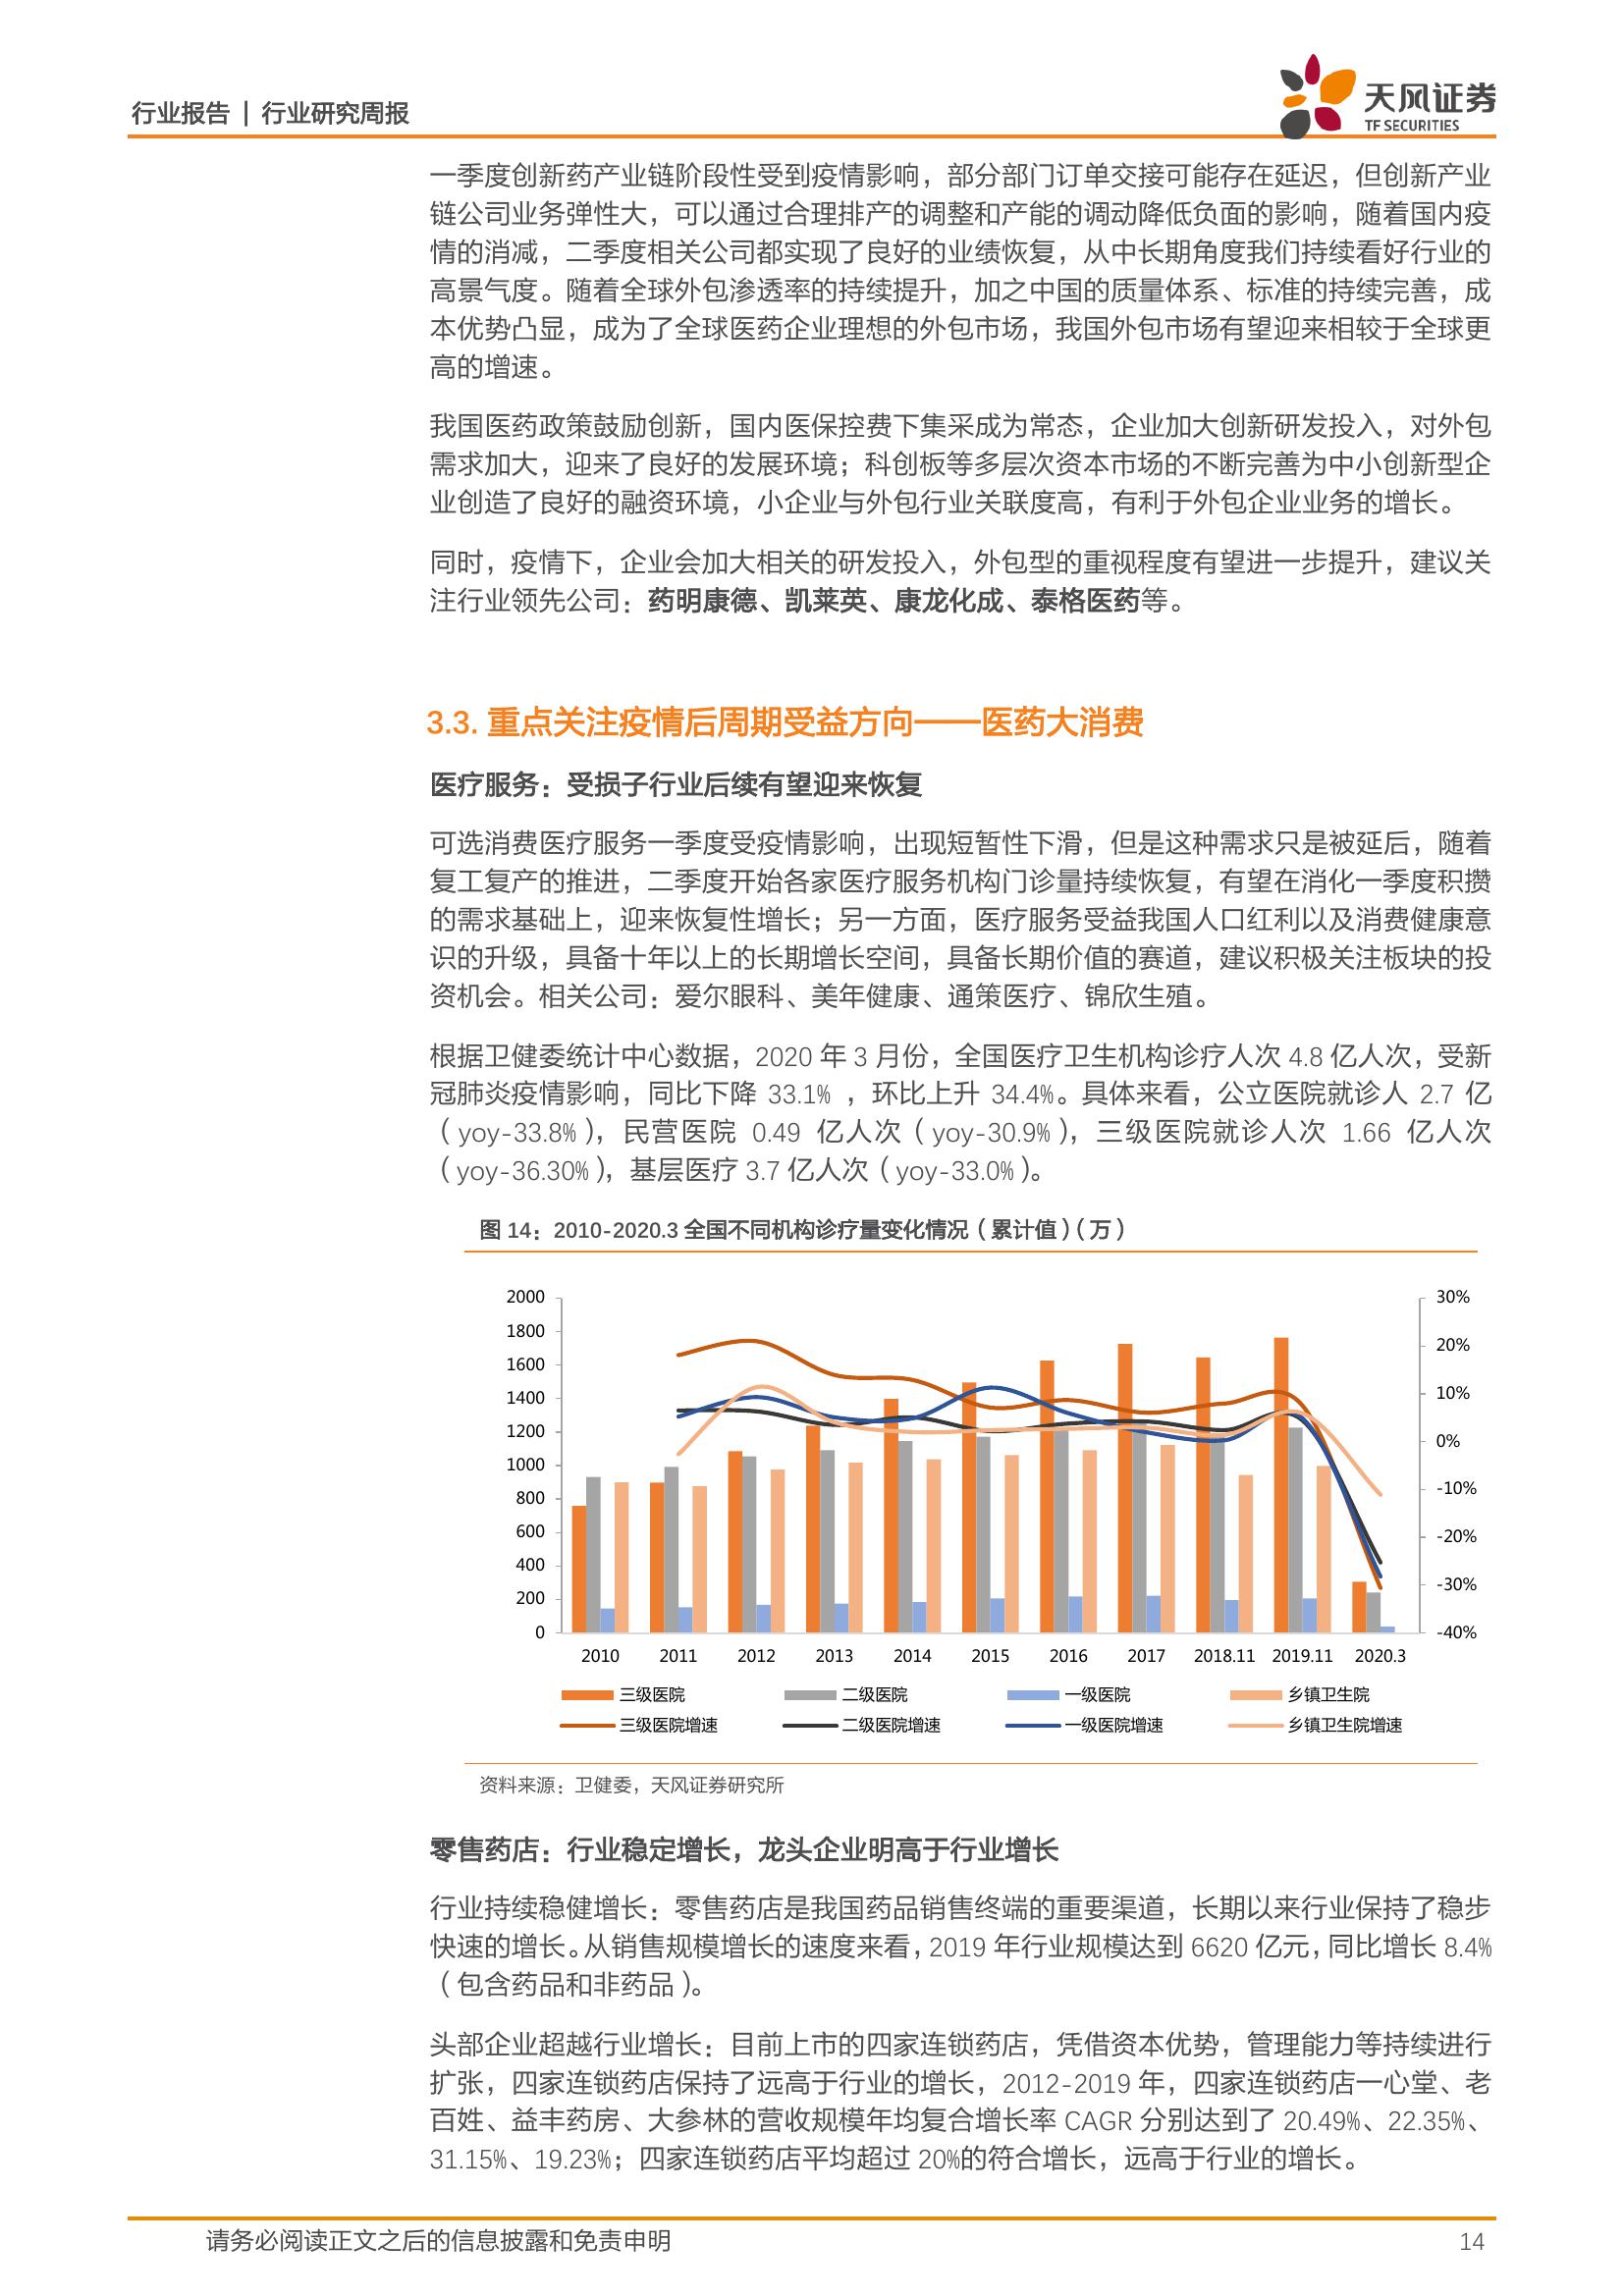 行业报告 | 行业研究周报
天风证券
TF SECURITIES
一季度创新药产业链阶段性受到疫情影响，部分部门订单交接可能存在延迟，但创新产业
链公司业务弹性大，可以通过合理排产的调整和产能的调动降低负面的影响，随着国内疫
情的消减，二季度相关公司都实现了良好的业绩恢复，从中长期角度我们持续看好行业的
高景气度。随着全球外包渗透率的持续提升，加之中国的质量体系、标准的持续完善，成
本优势凸显，成为了全球医药企业理想的外包市场，我国外包市场有望迎来相较于全球更
高的增速。
我国医药政策鼓励创新，国内医保控费下集采成为常态，企业加大创新研发投入，对外包
需求加大，迎来了良好的发展环境；科创板等多层次资本市场的不断完善为中小创新型企
业创造了良好的融资环境，小企业与外包行业关联度高，有利于外包企业业务的增长。
同时，疫情下，企业会加大相关的研发投入，外包型的重视程度有望进一步提升，建议关
注行业领先公司：药明康德、凯莱英、康龙化成、泰格医药等。
3.3. 重点关注疫情后周期受益方向——医药大消费
医疗服务：受损子行业后续有望迎来恢复
可选消费医疗服务一季度受疫情影响，出现短暂性下滑，但是这种需求只是被延后，随着
复工复产的推进，二季度开始各家医疗服务机构门诊量持续恢复，有望在消化一季度积攒
的需求基础上，迎来恢复性增长；另一方面，医疗服务受益我国人口红利以及消费健康意
识的升级，具备十年以上的长期增长空间，具备长期价值的赛道，建议积极关注板块的投
资机会。相关公司：爱尔眼科、美年健康、通策医疗、锦欣生殖。
根据卫健委统计中心数据，2020 年 3 月份，全国医疗卫生机构诊疗人次 4.8 亿人次，受新
冠肺炎疫情影响，同比下降 33.1% ，环比上升 34.4%。具体来看，公立医院就诊人 2.7 亿
（yoy-33.8%），民营医院 0.49 亿人次（yoy-30.9%），三级医院就诊人次 1.66 亿人次
（yoy-36.30%），基层医疗 3.7 亿人次（yoy-33.0%）。
图 14：2010-2020.3 全国不同机构诊疗量变化情况（累计值）（万）
2000 30%
1800 20%
1600
1400 10%
1200 0%
1000
800 -10%
600 -20%
400
200 -30%
0 -40%
2010 2011 2012 2013 2014 2015 2016 2017 2018.11 2019.11 2020.3
三级医院 二级医院 一级医院 乡镇卫生院
三级医院增速 二级医院增速 一级医院增速 乡镇卫生院增速
资料来源：卫健委，天风证券研究所
零售药店：行业稳定增长，龙头企业明高于行业增长
行业持续稳健增长：零售药店是我国药品销售终端的重要渠道，长期以来行业保持了稳步
快速的增长。从销售规模增长的速度来看，2019 年行业规模达到 6620 亿元，同比增长 8.4%
（包含药品和非药品）。
头部企业超越行业增长：目前上市的四家连锁药店，凭借资本优势，管理能力等持续进行
扩张，四家连锁药店保持了远高于行业的增长，2012-2019 年，四家连锁药店一心堂、老
百姓、益丰药房、大参林的营收规模年均复合增长率 CAGR 分别达到了 20.49%、22.35%、
31.15%、19.23%；四家连锁药店平均超过 20%的符合增长，远高于行业的增长。
请务必阅读正文之后的信息披露和免责申明 14